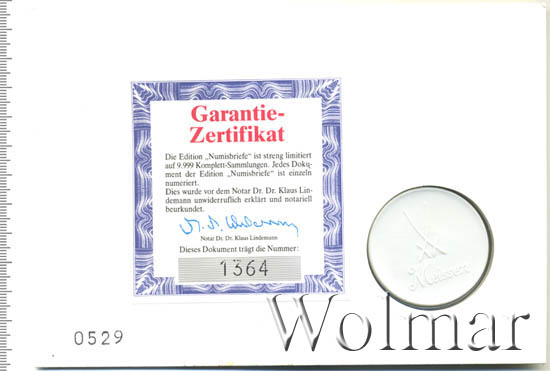 Garantie-
Zertifikat
Die Edition „Numisbriefe“ ist streng limitiert
auf 9.999 Komplett-Sammlungen. Jedes Doku-
ment der Edition „Numisbriefe“ ist einzeln
numeriert.
Dies wurde vor dem Notar Dr. Dr. Klaus Lin-
demann unwiderruflich erklärt und notariell
beurkundet.
Notar Dr. Dr. Klaus Lindemann
Dieses Dokument trägt die Nummer:
1364
Meissen
0529
Wolmar